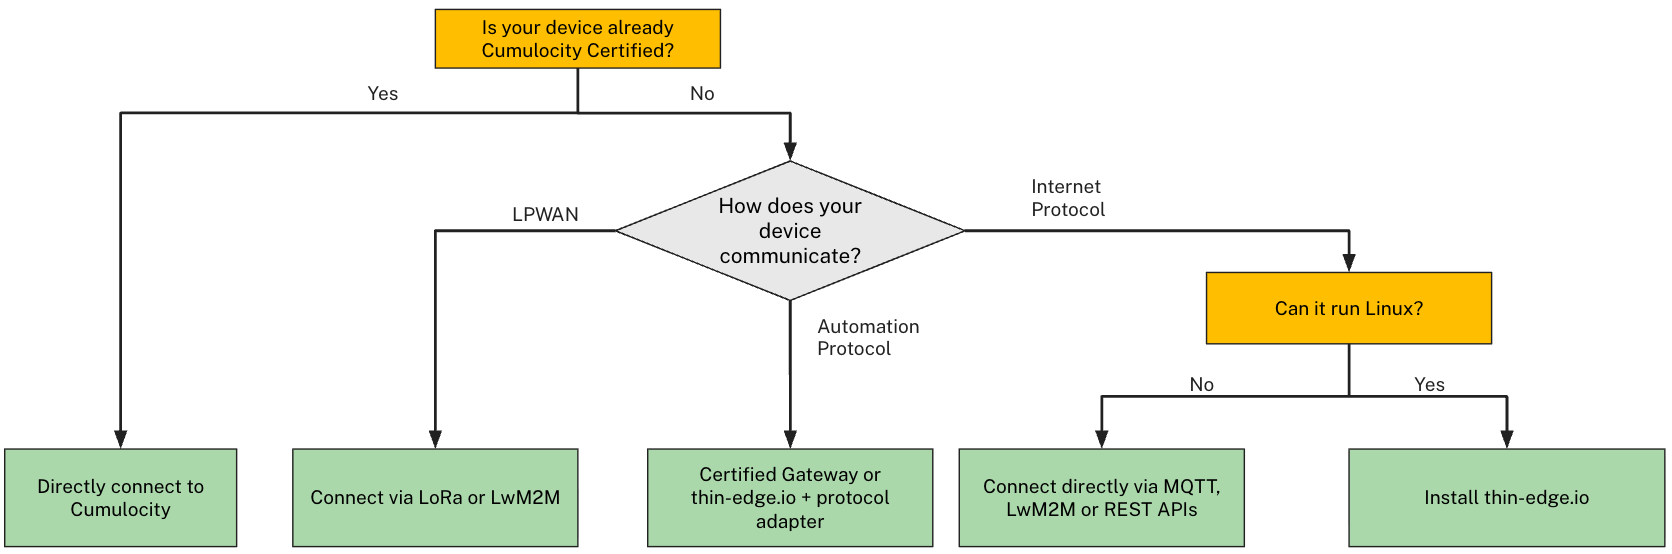 Is your device already
Cumulocity Certified?
Yes
No
How does your
device
communicate?
LPWAN
Internet
Protocol
Automation
Protocol
Can it run Linux?
No
Yes
Directly connect to
Cumulocity
Connect via LoRa or LwM2M
Certified Gateway or
thin-edge.io + protocol
adapter
Connect directly via MQTT,
LwM2M or REST APIs
Install thin-edge.io